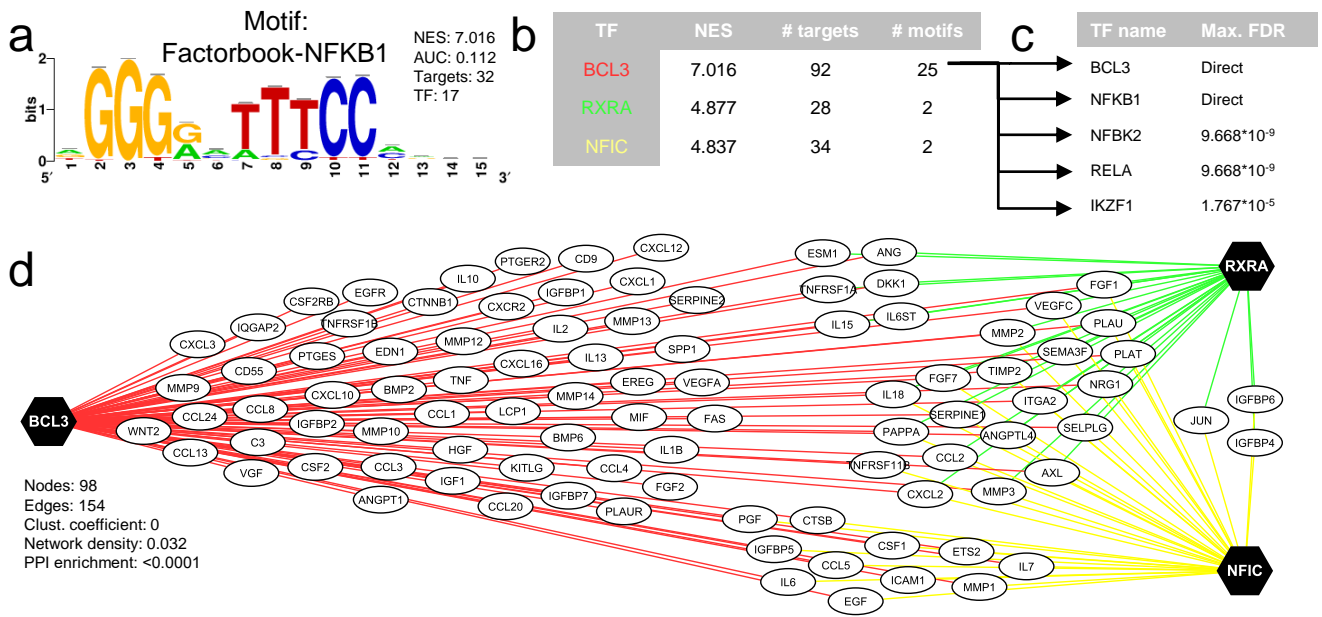 a
Motif:
Factorbook-NFKB1
NES: 7.016
AUC: 0.112
Targets: 32
TF: 17
bits
2
1
0
GGGGATTTCC
1 2 3 4 5 6 7 8 9 10 11 12 13 14 15
5′ 3′
b
TF NES # targets # motifs
BCL3 7.016 92 25
RXRA 4.877 28 2
NFIC 4.837 34 2
c
TF name Max. FDR
BCL3 Direct
NFKB1 Direct
NFBK2 9.668*10-9
RELA 9.668*10-9
IKZF1 1.767*10-5
d
BCL3
RXRA
NFIC
CXCL12
PTGER2
CD9
ESM1
ANG
IL10
CXCL1
EGFR
CSF2RB
CTNNB1
CXCR2
IGFBP1
SERPINE2
TNFRSF1A
DKK1
FGF1
VEGFC
IQGAP2
TNFRSF1B
IL2
MMP13
IL15
IL6ST
PLAU
CXCL3
PTGES
EDN1
MMP12
MMP2
CD55
CXCL16
IL13
SPP1
SEMA3F
PLAT
MMP9
BMP2
TNF
EREG
VEGFA
FGF7
TIMP2
NRG1
CXCL10
MMP14
IL18
ITGA2
IGFBP6
CCL24
CCL8
CCL1
LCP1
MIF
FAS
SERPINE1
JUN
WNT2
IGFBP2
MMP10
PAPPA
ANGPTL4
SELPLG
IGFBP4
CCL13
C3
HGF
BMP6
IL1B
CCL2
VGF
CSF2
CCL3
KITLG
CCL4
TNFRSF11B
AXL
IGF1
FGF2
CXCL2
MMP3
ANGPT1
CCL20
IGFBP7
PLAUR
PGF
CTSB
IGFBP5
CSF1
ETS2
CCL5
IL7
IL6
ICAM1
MMP1
EGF
Nodes: 98
Edges: 154
Clust. coefficient: 0
Network density: 0.032
PPI enrichment: <0.0001